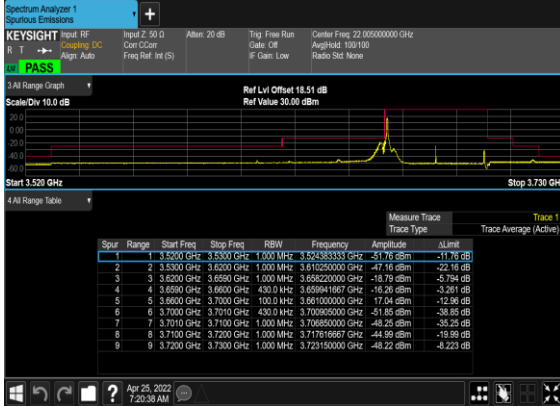 Spectrum Analyzer 1
Spurious Emissions
KEYSIGHT Input: RF Input Z: 50 Ω Atten: 20 dB Trig: Free Run Center Freq: 22.005000000 GHz
R T Coupling: DC Corr CCorr Gate: Off Avg|Hold: 100/100
Align: Auto Freq Ref: Int (S) IF Gain: Low Radio Std: None
LXI PASS
3 All Range Graph
Ref Lvl Offset 18.51 dB
Scale/Div 10.0 dB Ref Value 30.00 dBm
20.0
0.00
-20.0
-40.0
-60.0
Start 3.520 GHz Stop 3.730 GH
4 All Range Table
Measure Trace Trace 1
Trace Type Trace Average (Active)
Spur Range Start Freq Stop Freq RBW Frequency Amplitude ΔLimit
1 1 3.5200 GHz 3.5300 GHz 1.000 MHz 3.524383333 GHz -51.76 dBm -11.76 dB
2 2 3.5300 GHz 3.6200 GHz 1.000 MHz 3.610250000 GHz -47.16 dBm -22.16 dB
3 3 3.6200 GHz 3.6590 GHz 1.000 MHz 3.658220000 GHz -18.79 dBm -5.794 dB
4 4 3.6590 GHz 3.6600 GHz 430.0 kHz 3.659941667 GHz -16.26 dBm -3.261 dB
5 5 3.6600 GHz 3.7000 GHz 100.0 kHz 3.661000000 GHz 17.04 dBm -12.96 dB
6 6 3.7000 GHz 3.7010 GHz 430.0 kHz 3.700905000 GHz -51.85 dBm -38.85 dB
7 7 3.7010 GHz 3.7100 GHz 1.000 MHz 3.706850000 GHz -48.25 dBm -35.25 dB
8 8 3.7100 GHz 3.7200 GHz 1.000 MHz 3.717616667 GHz -44.99 dBm -19.99 dB
9 9 3.7200 GHz 3.7300 GHz 1.000 MHz 3.723150000 GHz -48.22 dBm -8.223 dB
? Apr 25, 2022
7:20:38 AM